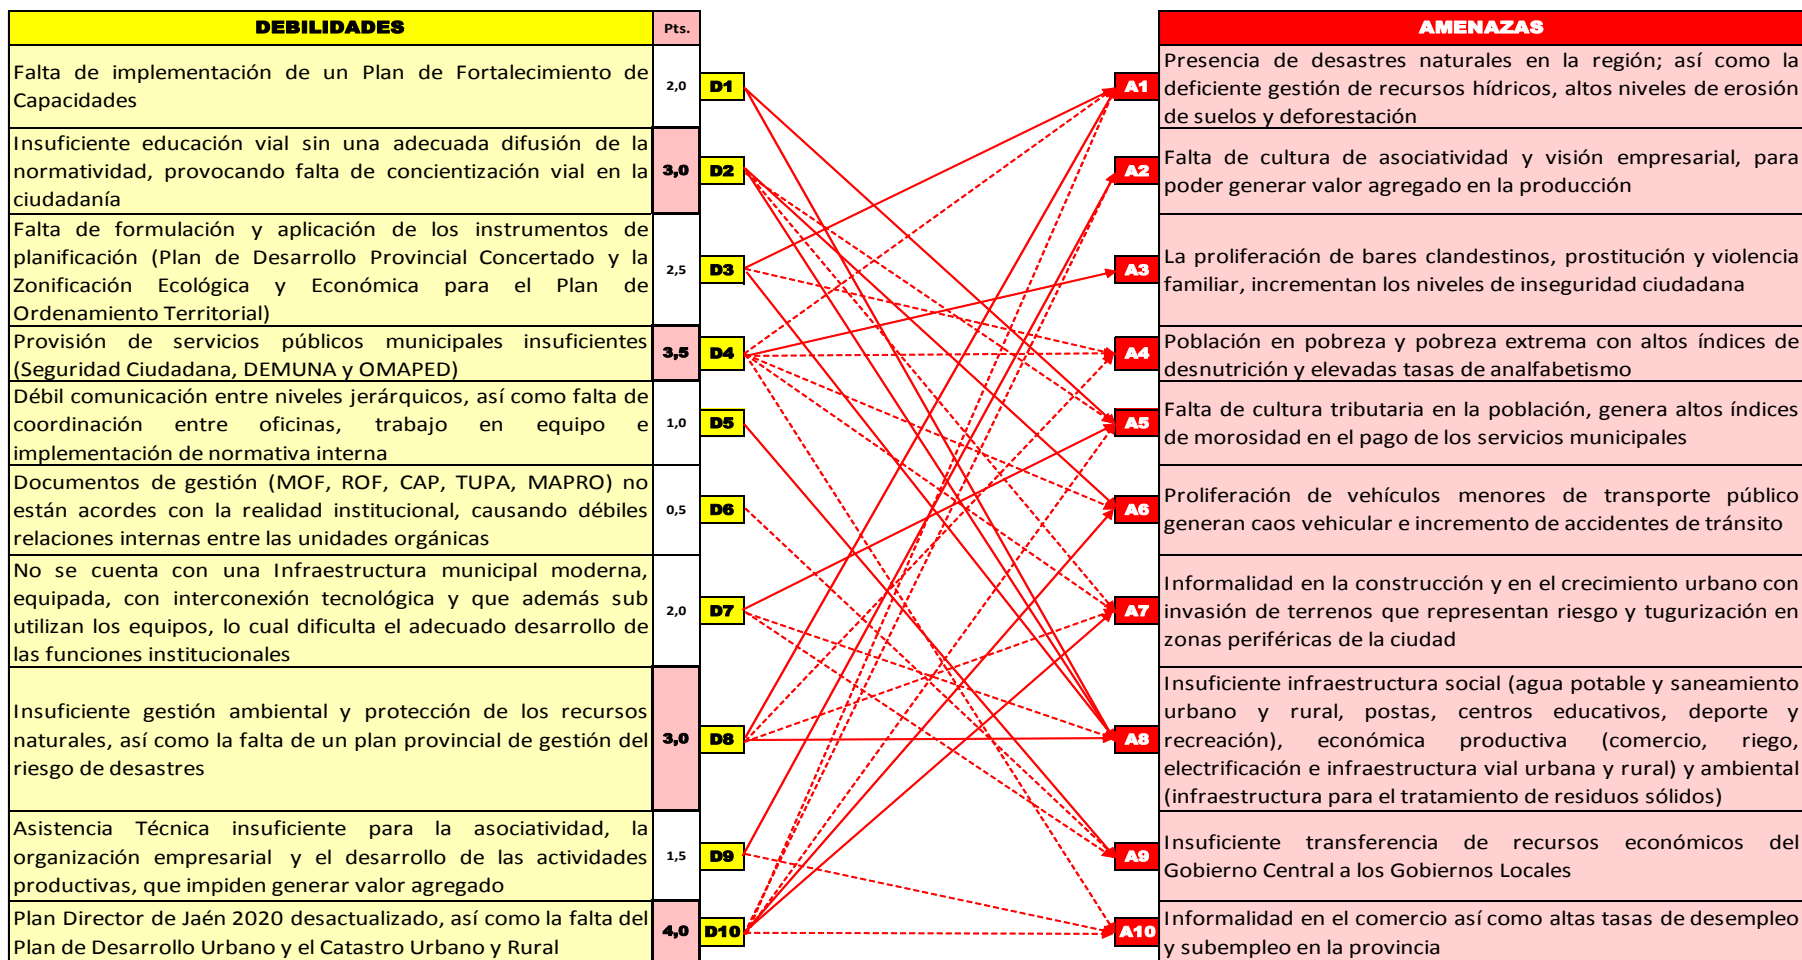 DEBILIDADES
Pts.
Falta de implementación de un Plan de Fortalecimiento de
Capacidades
2,0
D1
Insuficiente educación vial sin una adecuada difusión de la
normatividad, provocando falta de concientización vial en la
ciudadanía
3,0
D2
Falta de formulación y aplicación de los instrumentos de
planificación (Plan de Desarrollo Provincial Concertado y la
Zonificación Ecológica y Económica para el Plan de
Ordenamiento Territorial)
2,5
D3
Provisión de servicios públicos municipales insuficientes
(Seguridad Ciudadana, DEMUNA y OMAPED)
3,5
D4
Débil comunicación entre niveles jerárquicos, así como falta de
coordinación entre oficinas, trabajo en equipo e
implementación de normativa interna
1,0
D5
Documentos de gestión (MOF, ROF, CAP, TUPA, MAPRO) no
están acordes con la realidad institucional, causando débiles
relaciones internas entre las unidades orgánicas
0,5
D6
No se cuenta con una Infraestructura municipal moderna,
equipada, con interconexión tecnológica y que además sub
utilizan los equipos, lo cual dificulta el adecuado desarrollo de
las funciones institucionales
2,0
D7
Insuficiente gestión ambiental y protección de los recursos
naturales, así como la falta de un plan provincial de gestión del
riesgo de desastres
3,0
D8
Asistencia Técnica insuficiente para la asociatividad, la
organización empresarial y el desarrollo de las actividades
productivas, que impiden generar valor agregado
1,5
D9
Plan Director de Jaén 2020 desactualizado, así como la falta del
Plan de Desarrollo Urbano y el Catastro Urbano y Rural
4,0
D10
AMENAZAS
A1
Presencia de desastres naturales en la región; así como la
deficiente gestión de recursos hídricos, altos niveles de erosión
de suelos y deforestación
A2
Falta de cultura de asociatividad y visión empresarial, para
poder generar valor agregado en la producción
A3
La proliferación de bares clandestinos, prostitución y violencia
familiar, incrementan los niveles de inseguridad ciudadana
A4
Población en pobreza y pobreza extrema con altos índices de
desnutrición y elevadas tasas de analfabetismo
A5
Falta de cultura tributaria en la población, genera altos índices
de morosidad en el pago de los servicios municipales
A6
Proliferación de vehículos menores de transporte público
generan caos vehicular e incremento de accidentes de tránsito
A7
Informalidad en la construcción y en el crecimiento urbano con
invasión de terrenos que representan riesgo y tugurización en
zonas periféricas de la ciudad
A8
Insuficiente infraestructura social (agua potable y saneamiento
urbano y rural, postas, centros educativos, deporte y
recreación), económica productiva (comercio, riego,
electrificación e infraestructura vial urbana y rural) y ambiental
(infraestructura para el tratamiento de residuos sólidos)
A9
Insuficiente transferencia de recursos económicos del
Gobierno Central a los Gobiernos Locales
A10
Informalidad en el comercio así como altas tasas de desempleo
y subempleo en la provincia